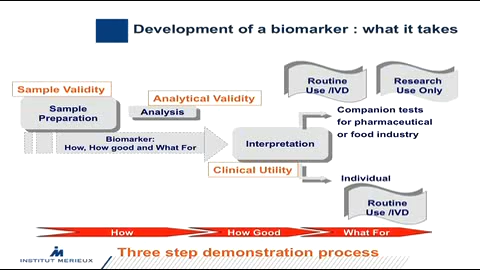 Development of a biomarker : what it takes
Sample Validity
Sample
Preparation
Analytical Validity
Analysis
Biomarker:
How, How good and What For
Interpretation
Clinical Utility
Routine
Use /IVD
Research
Use Only
Companion tests
for pharmaceutical
or food industry
Individual
Routine
Use /IVD
How
How Good
What For
INSTITUT MERIEUX
Three step demonstration process